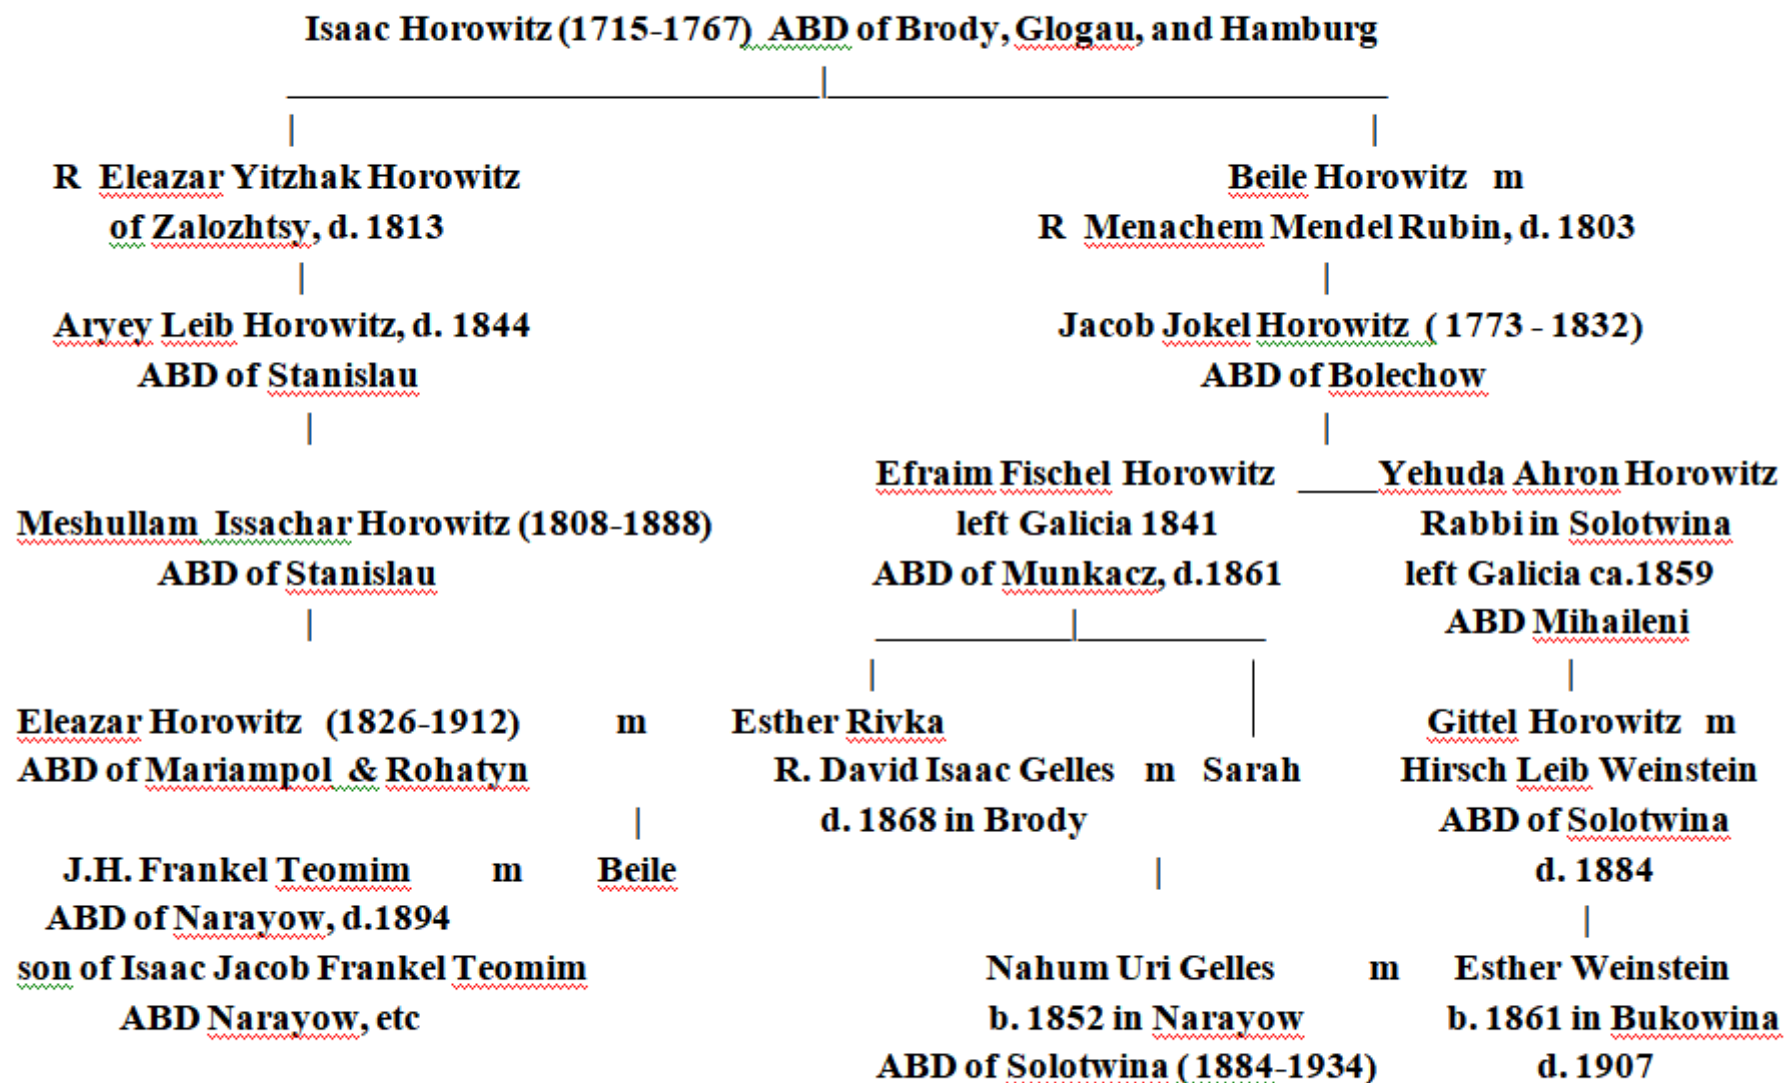 Isaac Horowitz (1715-1767) ABD of Brody, Glogau, and Hamburg
R Eleazar Yitzhak Horowitz
of Zalozhtsy, d. 1813
Beile Horowitz m
R Menachem Mendel Rubin, d. 1803
Aryey Leib Horowitz, d. 1844
ABD of Stanislau
Jacob Jokel Horowitz ( 1773 - 1832)
ABD of Bolechow
Meshullam Issachar Horowitz (1808-1888)
ABD of Stanislau
Efraim Fischel Horowitz
left Galicia 1841
ABD of Munkacz, d.1861
Yehuda Ahron Horowitz
Rabbi in Solotwina
left Galicia ca.1859
ABD Mihaileni
Eleazar Horowitz (1826-1912) m Esther Rivka
ABD of Mariampol & Rohatyn
R. David Isaac Gelles m Sarah
d. 1868 in Brody
Gittel Horowitz m
Hirsch Leib Weinstein
ABD of Solotwina
d. 1884
J.H. Frankel Teomim m Beile
ABD of Narayow, d.1894
son of Isaac Jacob Frankel Teomim
ABD Narayow, etc
Nahum Uri Gelles m Esther Weinstein
b. 1852 in Narayow
ABD of Solotwina ( 1884-1934)
b. 1861 in Bukowina
d. 1907